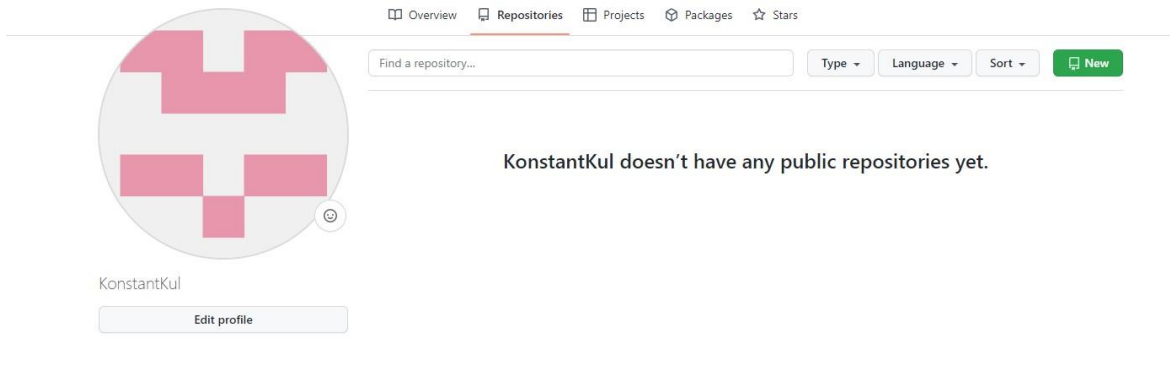 Overview Repositories Projects Packages Stars
Find a repository...
Type Language Sort New
KonstantKul doesn't have any public repositories yet.
KonstantKul
Edit profile